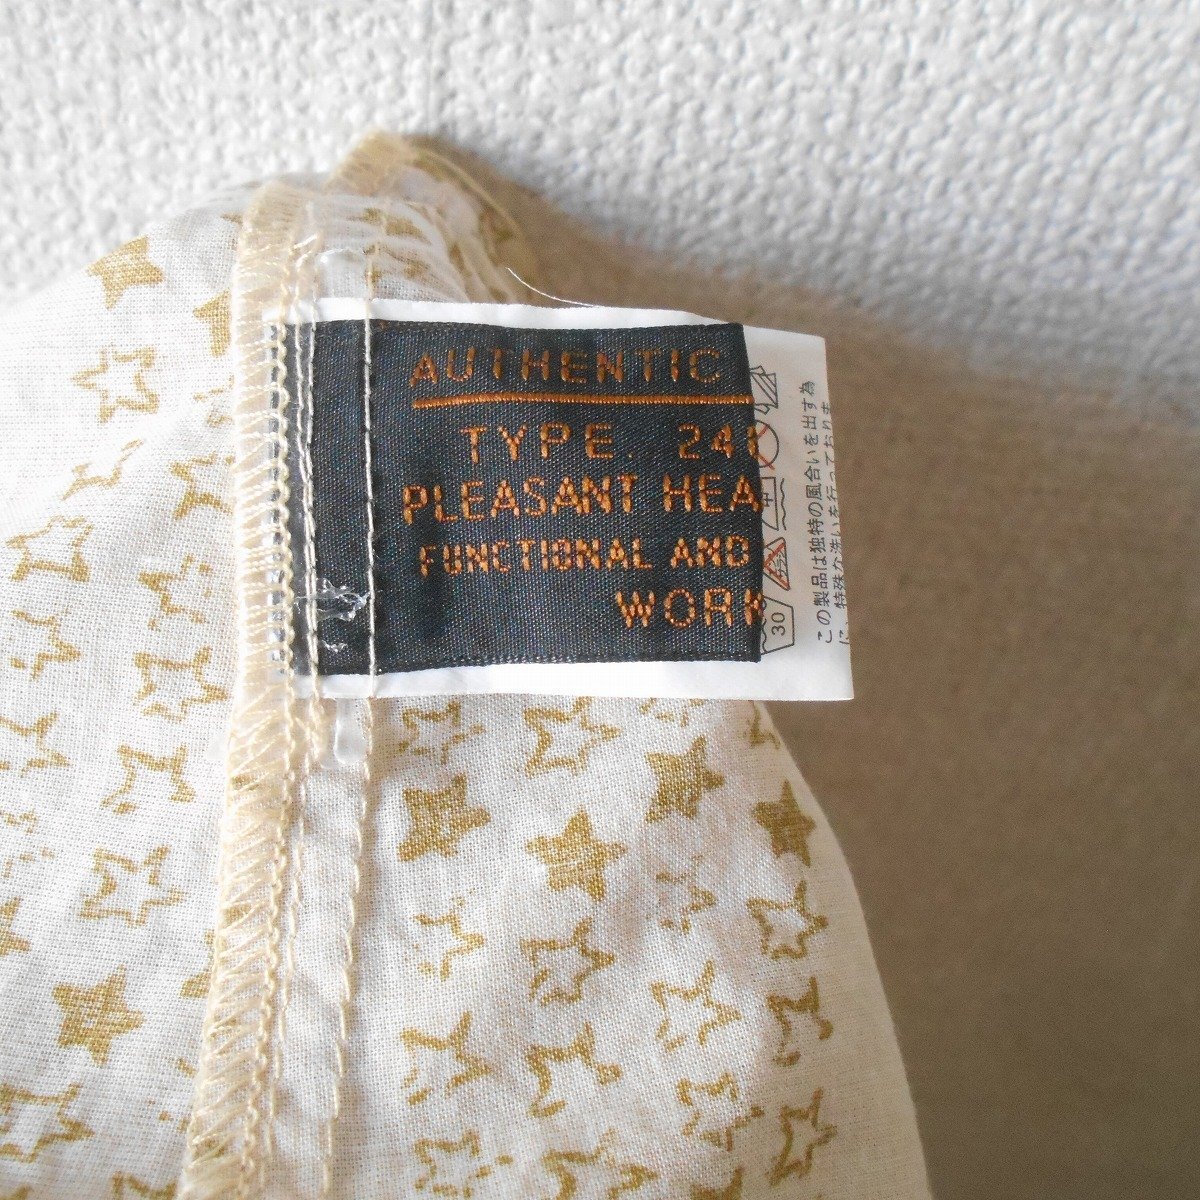 AUTHENTIC
TYPE. 24
PLEASANT HEA
FUNCTIONAL AND
WORK
30
この製品は独特の風合いを出す為
に、特殊な洗いを行っておりま